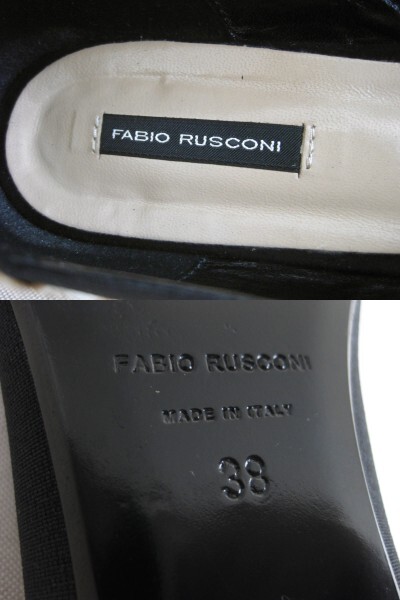 FABIO RUSCONI
FABIO RUSCONI
MADE IN ITALY
38